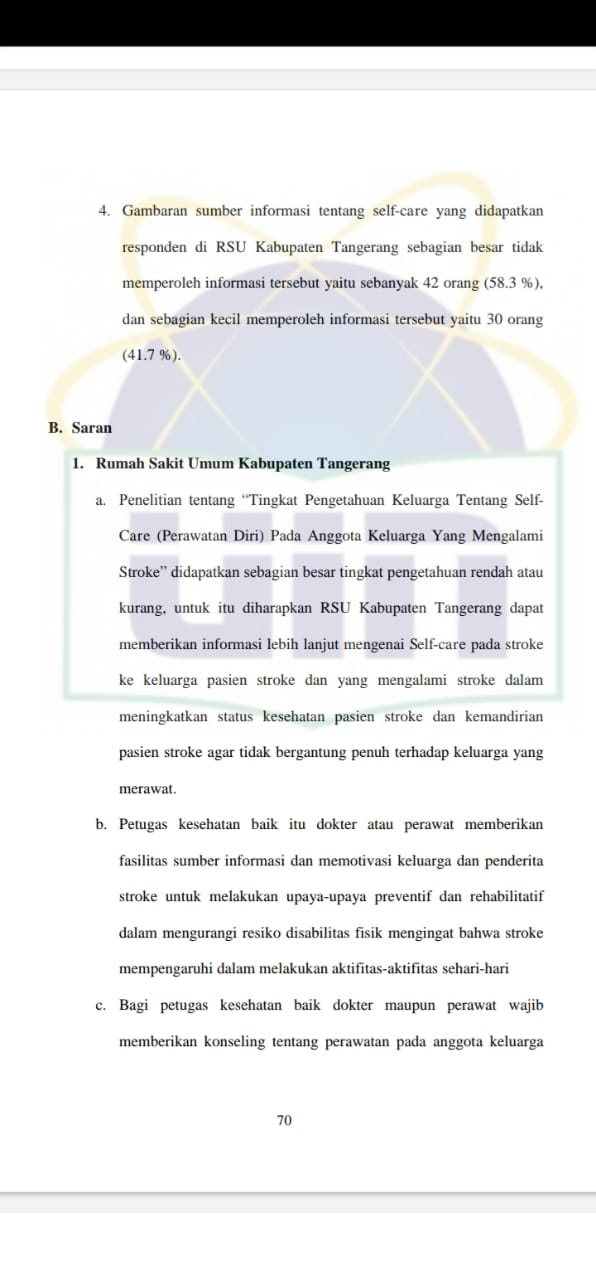 4. Gambaran sumber informasi tentang self-care yang didapatkan
responden di RSU Kabupaten Tangerang sebagian besar tidak
memperoleh informasi tersebut yaitu sebanyak 42 orang (58.3 %),
dan sebagian kecil memperoleh informasi tersebut yaitu 30 orang
(41.7 %).
B. Saran
1. Rumah Sakit Umum Kabupaten Tangerang
a. Penelitian tentang “Tingkat Pengetahuan Keluarga Tentang Self-
Care (Perawatan Diri) Pada Anggota Keluarga Yang Mengalami
Stroke” didapatkan sebagian besar tingkat pengetahuan rendah atau
kurang, untuk itu diharapkan RSU Kabupaten Tangerang dapat
memberikan informasi lebih lanjut mengenai Self-care pada stroke
ke keluarga pasien stroke dan yang mengalami stroke dalam
meningkatkan status kesehatan pasien stroke dan kemandirian
pasien stroke agar tidak bergantung penuh terhadap keluarga yang
merawat.
b. Petugas kesehatan baik itu dokter atau perawat memberikan
fasilitas sumber informasi dan memotivasi keluarga dan penderita
stroke untuk melakukan upaya-upaya preventif dan rehabilitatif
dalam mengurangi resiko disabilitas fisik mengingat bahwa stroke
mempengaruhi dalam melakukan aktifitas-aktifitas sehari-hari
c. Bagi petugas kesehatan baik dokter maupun perawat wajib
memberikan konseling tentang perawatan pada anggota keluarga
70
uin